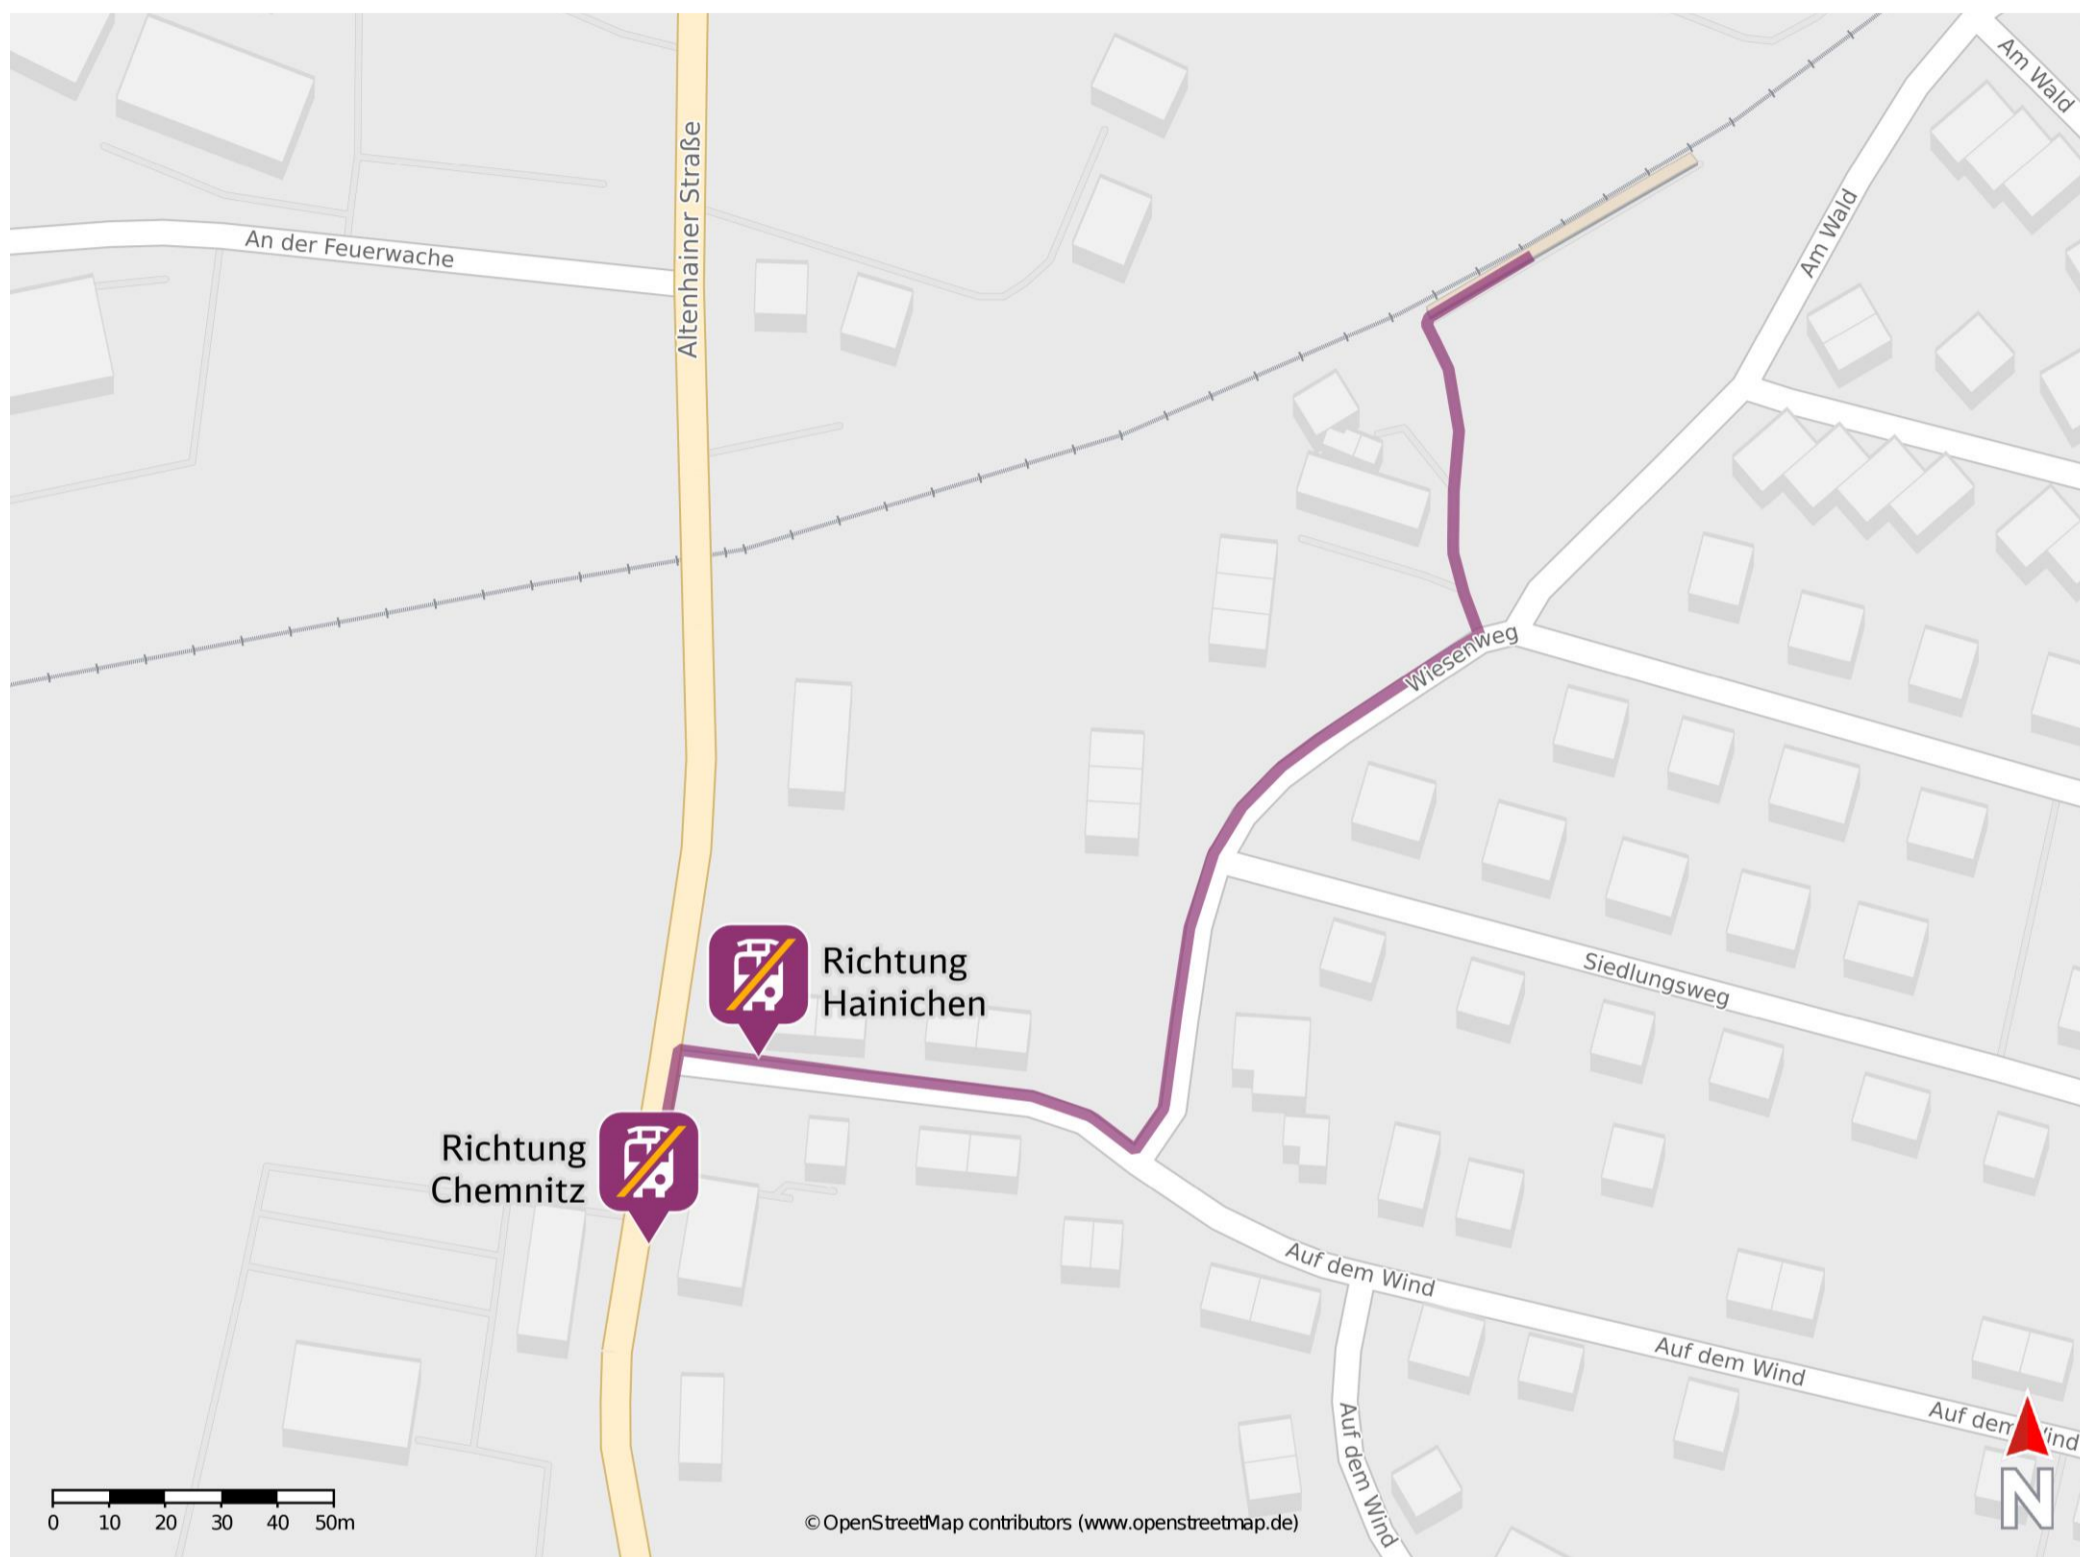 Am Wald
Altenhainer Straße
Am Wald
An der Feuerwache
Wiesenweg
Richtung
Hainichen
Siedlungsweg
Richtung
Chemnitz
Auf dem Wind
Auf dem Wind
Auf dem Wind
Auf dem Wind
N
0 10 20 30 40 50m
© OpenStreetMap contributors (www.openstreetmap.de)